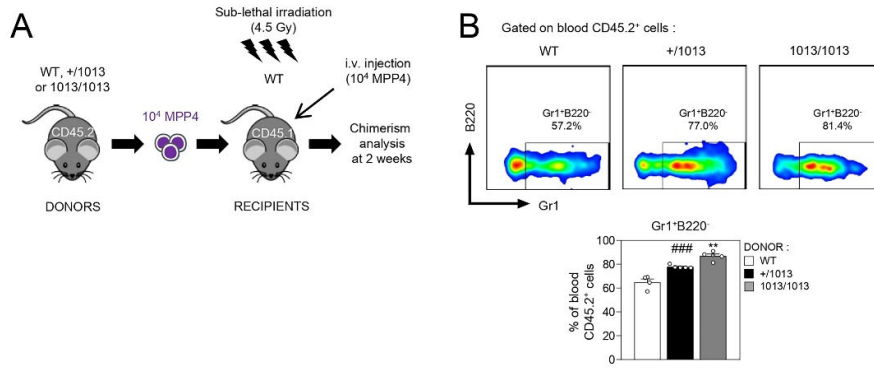 A
Sub-lethal irradiation
(4.5 Gy)
WT, +/1013
or 1013/1013
WT
i.v. injection
(10⁴ MPP4)
CD45.2
10⁴ MPP4
CD45.1
Chimerism
analysis
at 2 weeks
DONORS
RECIPIENTS
B
Gated on blood CD45.2⁺ cells :
WT
+/1013
1013/1013
B220
Gr1⁺B220⁻
57.2%
Gr1⁺B220⁻
77.0%
Gr1⁺B220⁻
81.4%
Gr1
Gr1⁺B220⁻
% of blood
CD45.2⁺ cells
100
80
60
40
20
0
###
**
DONOR :
WT
+/1013
1013/1013